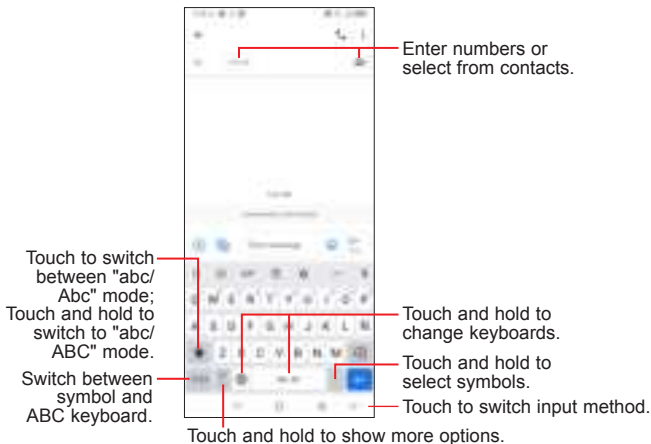 Enter numbers or
select from contacts.
Touch to switch
between "abc/
Abc" mode;
Touch and hold to
switch to "abc/
ABC" mode.
Switch between
symbol and
ABC keyboard.
Touch and hold to
change keyboards.
Touch and hold to
select symbols.
Touch to switch input method.
Touch and hold to show more options.